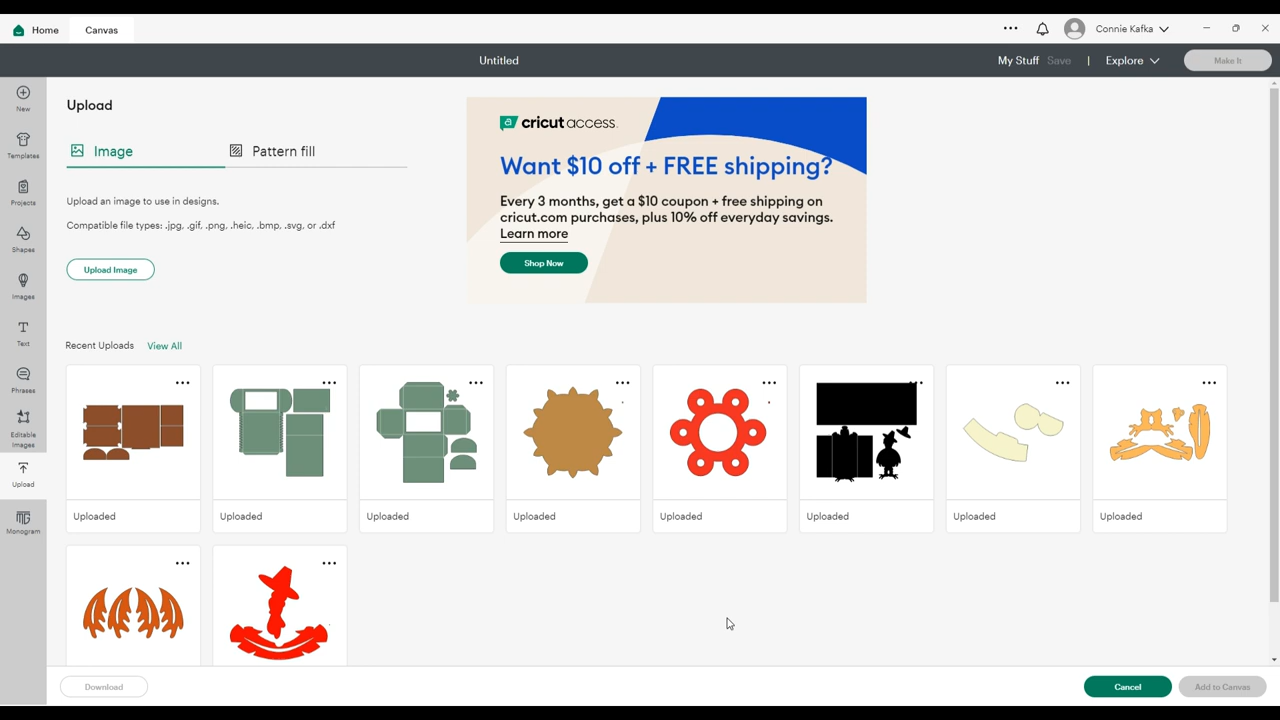 Home
Canvas
Connie Kafka
Untitled
My Stuff Save | Explore
Make It
New
Templates
Projects
Shapes
Images
Text
Phrases
Editable
Images
Upload
Monogram
Upload
Image
Pattern fill
Upload an image to use in designs.
Compatible file types: .jpg, .gif, .png, .heic, .bmp, .svg, or .dxf
Upload Image
a cricut access.
Want $10 off + FREE shipping?
Every 3 months, get a $10 coupon + free shipping on
cricut.com purchases, plus 10% off everyday savings.
Learn more
Shop Now
Recent Uploads View All
Uploaded
Uploaded
Uploaded
Uploaded
Uploaded
Uploaded
Uploaded
Uploaded
Download
Cancel
Add to Canvas